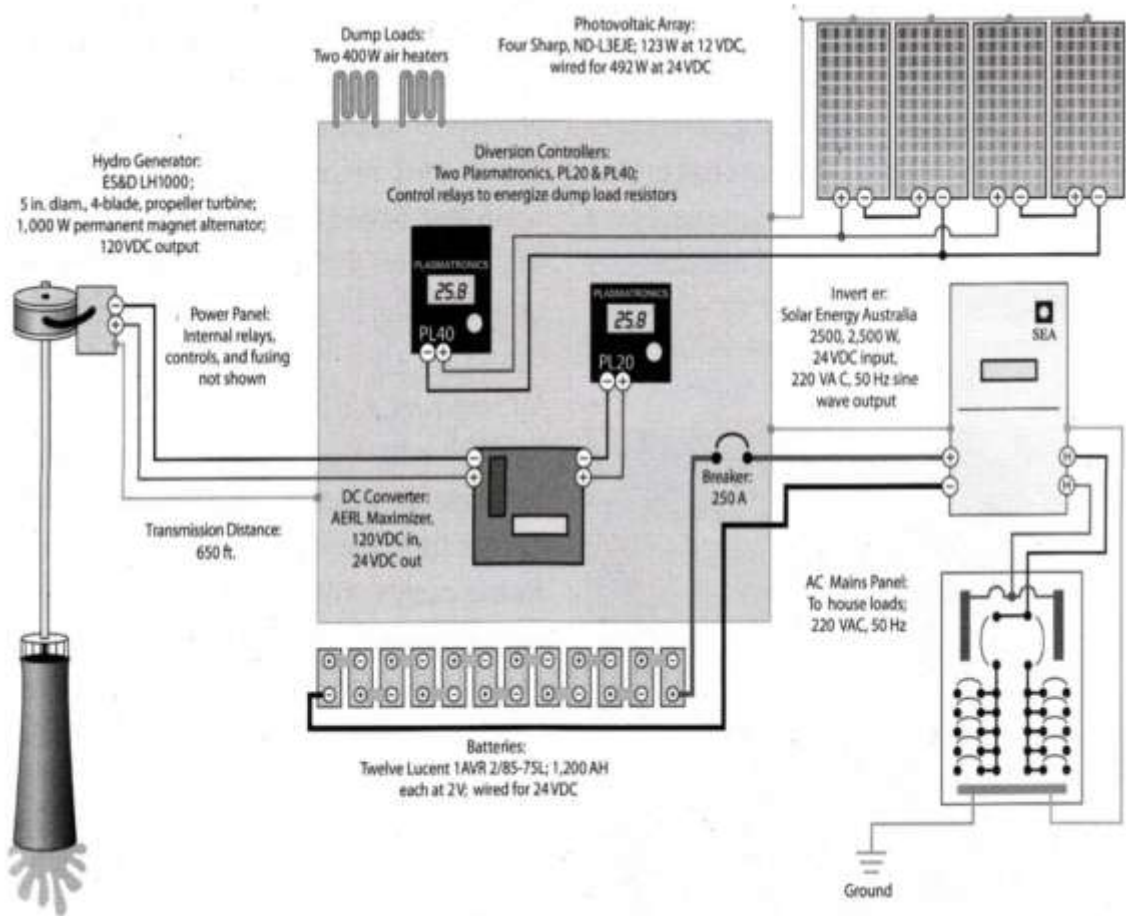 Dump Loads:
Two 400W air heaters
Photovoltaic Array:
Four Sharp, ND-L3EJE; 123 W at 12 VDC,
wired for 492 W at 24 VDC
Hydro Generator:
ES&D LH1000;
5 in. diam., 4-blade, propeller turbine;
1,000 W permanent magnet alternator;
120 VDC output
Diversion Controllers:
Two Plasmatronics, PL20 & PL40;
Control relays to energize dump load resistors
PLASMATRONICS
25.8
PL40
PLASMATRONICS
25.8
PL20
Power Panel:
Internal relays,
controls, and fusing
not shown
Invert er:
Solar Energy Australia
2500, 2,500 W,
24 VDC input,
220 VA C, 50 Hz sine
wave output
SEA
Breaker:
250 A
H
H
DC Converter:
AERL Maximizer,
120 VDC in,
24 VDC out
Transmission Distance:
650 ft.
AC Mains Panel:
To house loads;
220 VAC, 50 Hz
Batteries:
Twelve Lucent 1AVR 2/85-75L; 1,200 AH
each at 2 V; wired for 24 VDC
Ground